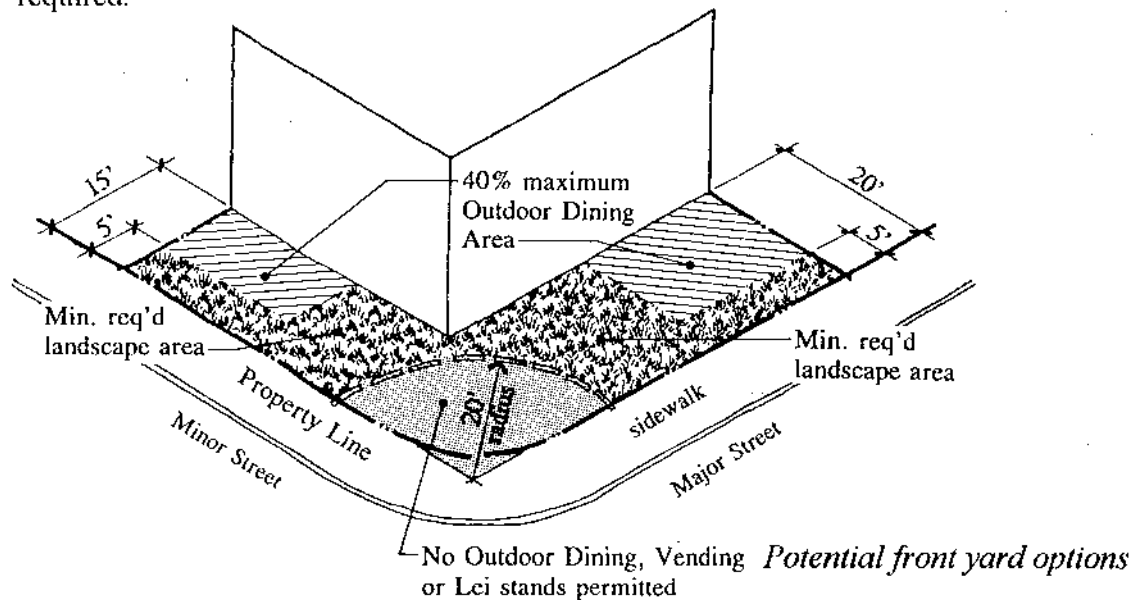 required.
15'
5'
40% maximum
Outdoor Dining
Area
20'
5'
Min. req'd
landscape area
Min. req'd
landscape area
20'
radius
Property Line
sidewalk
Minor Street
Major Street
No Outdoor Dining, Vending
or Lei stands permitted
Potential front yard options